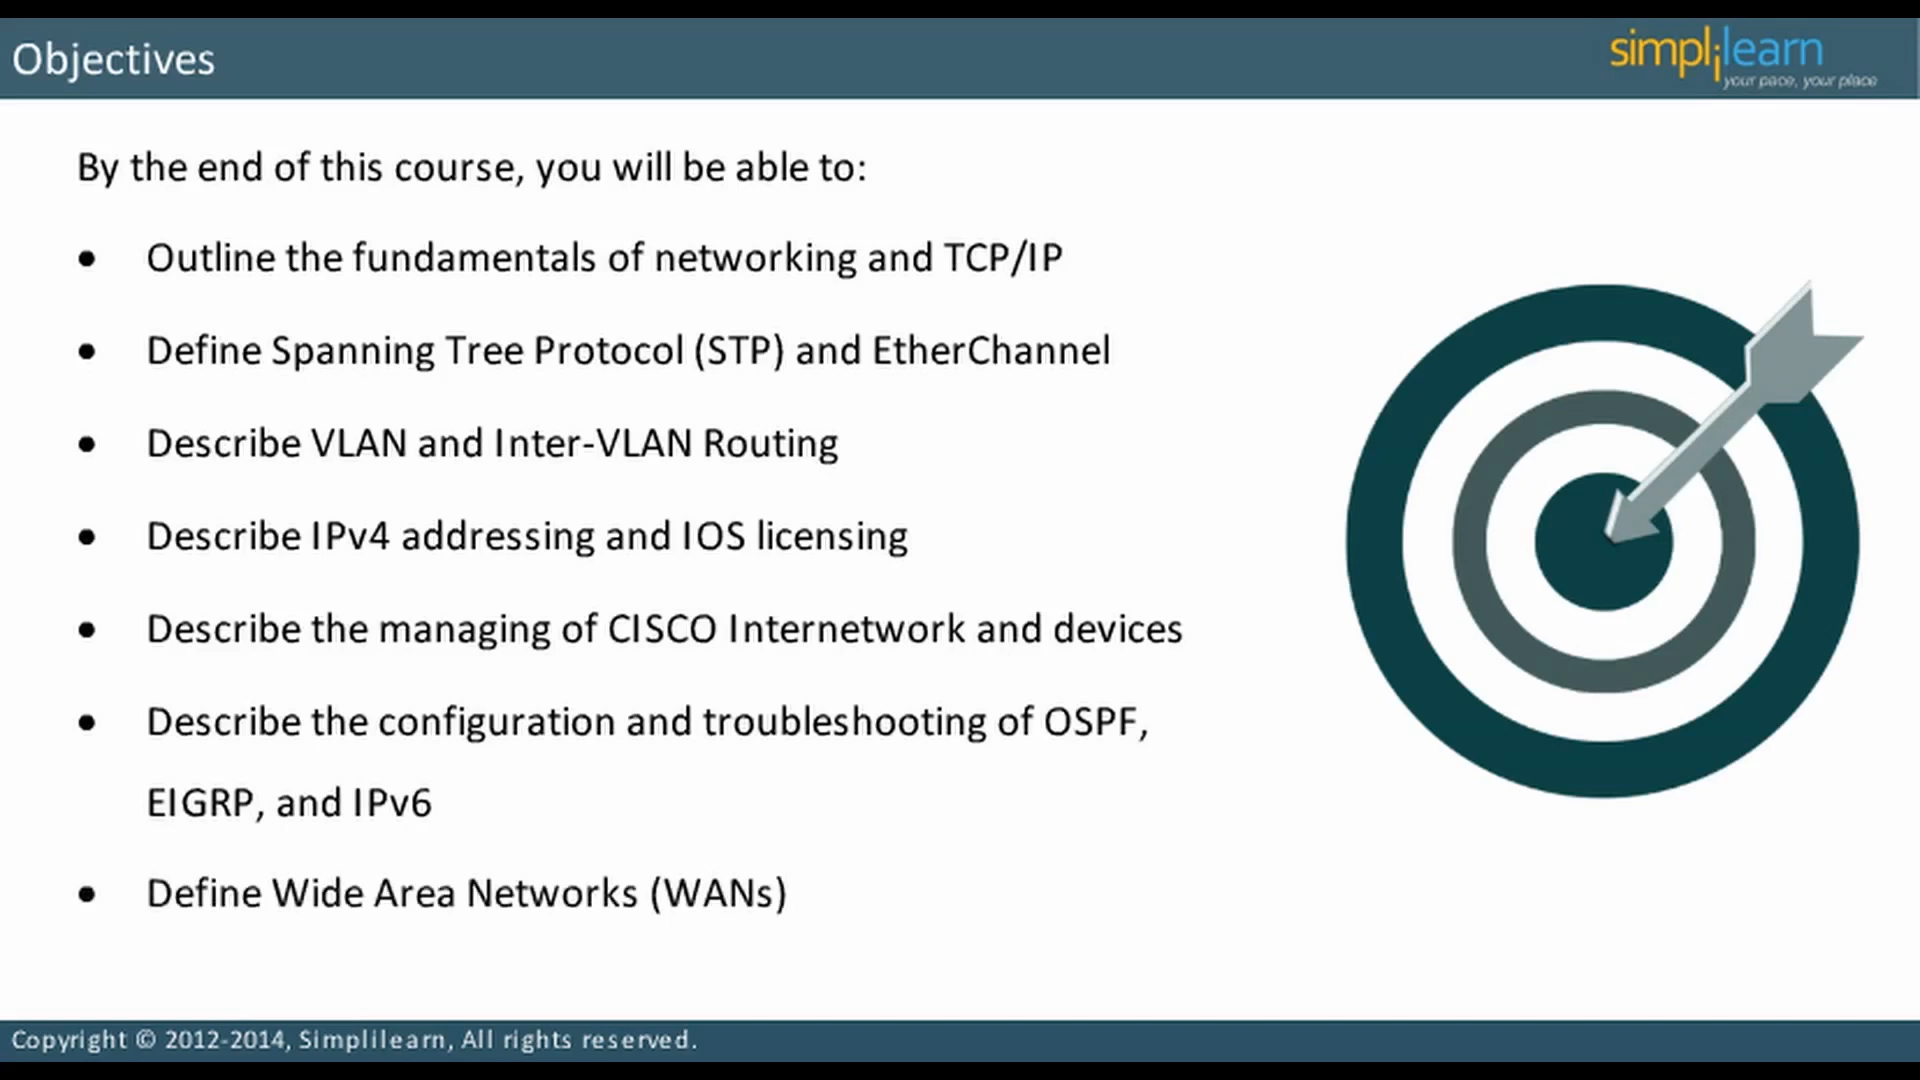 Objectives
simplilearn
your pace, your place
By the end of this course, you will be able to:
• Outline the fundamentals of networking and TCP/IP
• Define Spanning Tree Protocol (STP) and EtherChannel
• Describe VLAN and Inter-VLAN Routing
• Describe IPv4 addressing and IOS licensing
• Describe the managing of CISCO Internetwork and devices
• Describe the configuration and troubleshooting of OSPF,
EIGRP, and IPv6
• Define Wide Area Networks (WANs)
Copyright © 2012-2014, Simplilearn, All rights reserved.